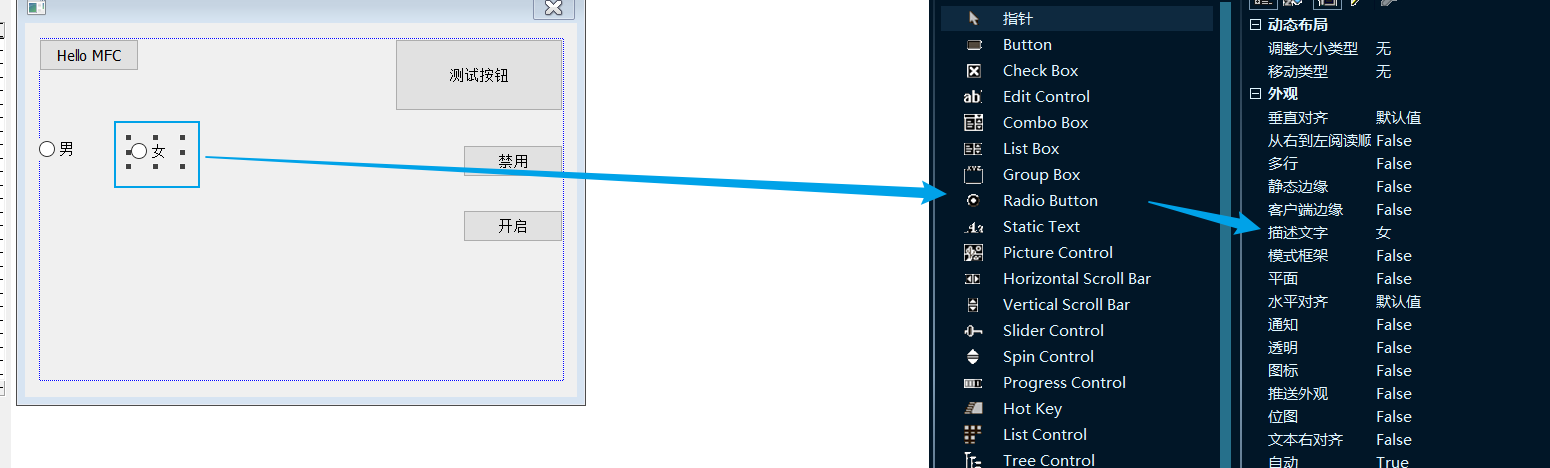 Hello MFC
测试按钮
男
女
禁用
开启
指针
Button
Check Box
Edit Control
Combo Box
List Box
Group Box
Radio Button
Static Text
Picture Control
Horizontal Scroll Bar
Vertical Scroll Bar
Slider Control
Spin Control
Progress Control
Hot Key
List Control
Tree Control
动态布局
调整大小类型 无
移动类型 无
外观
垂直对齐 默认值
从右到左阅读顺 False
多行 False
静态边缘 False
客户端边缘 False
描述文字 女
模式框架 False
平面 False
水平对齐 默认值
通知 False
透明 False
图标 False
推送外观 False
位图 False
文本右对齐 False
自动 True